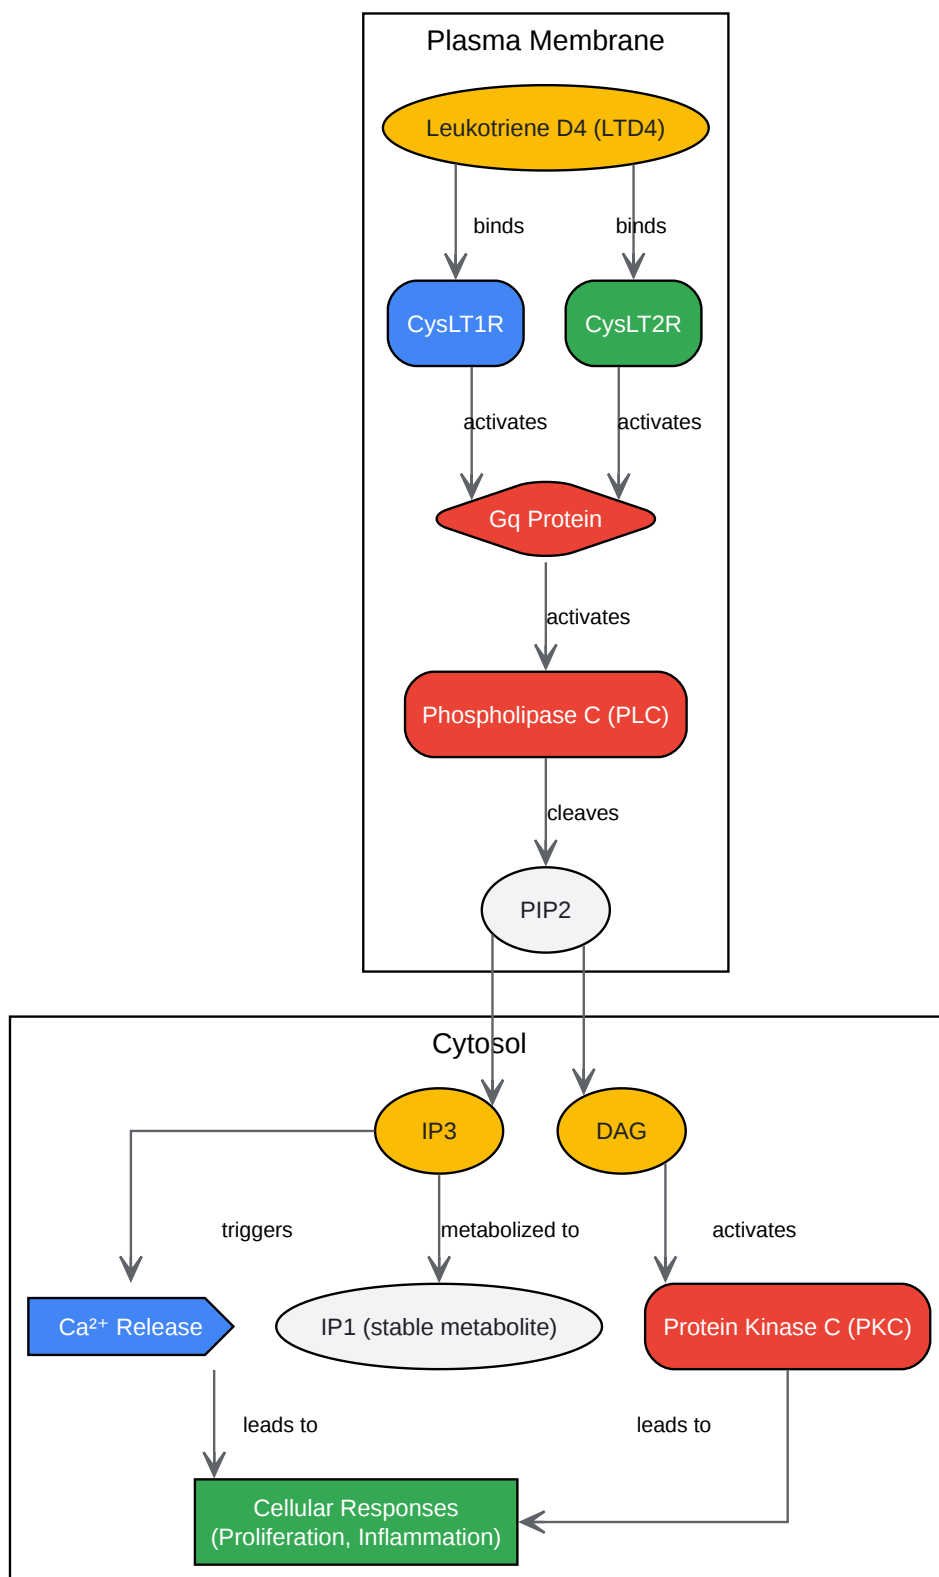 Plasma Membrane
Leukotriene D4 (LTD4)
binds
binds
CysLT1R
CysLT2R
activates
activates
Gq Protein
activates
Phospholipase C (PLC)
cleaves
PIP2
Cytosol
IP3
DAG
triggers
metabolized to
activates
Ca²⁺ Release
IP1 (stable metabolite)
Protein Kinase C (PKC)
leads to
leads to
Cellular Responses
(Proliferation, Inflammation)